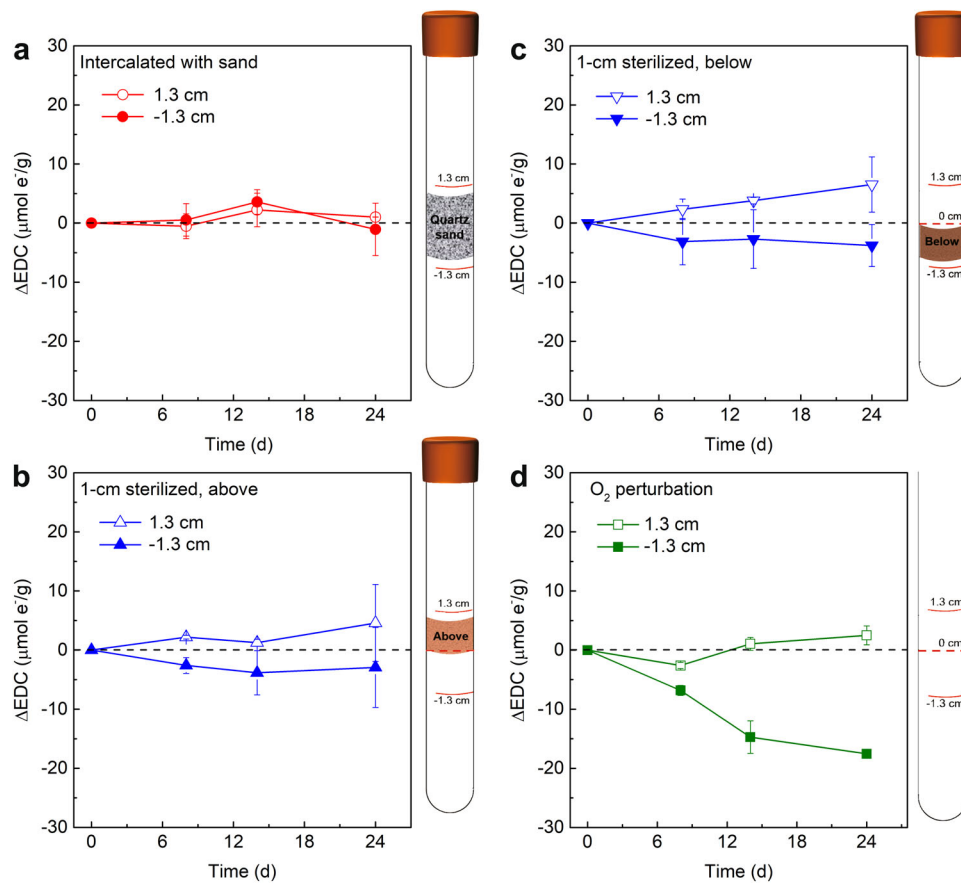 a
Intercalated with sand
1.3 cm
-1.3 cm
30
20
10
0
-10
-20
-30
ΔEDC (μmol e⁻/g)
0 6 12 18 24
Time (d)
1.3 cm
Quartz
sand
-1.3 cm
c
1-cm sterilized, below
1.3 cm
-1.3 cm
30
20
10
0
-10
-20
-30
ΔEDC (μmol e⁻/g)
0 6 12 18 24
Time (d)
1.3 cm
0 cm
Below
-1.3 cm
b
1-cm sterilized, above
1.3 cm
-1.3 cm
30
20
10
0
-10
-20
-30
ΔEDC (μmol e⁻/g)
0 6 12 18 24
Time (d)
1.3 cm
Above
-1.3 cm
d
O₂ perturbation
1.3 cm
-1.3 cm
30
20
10
0
-10
-20
-30
ΔEDC (μmol e⁻/g)
0 6 12 18 24
Time (d)
1.3 cm
0 cm
-1.3 cm